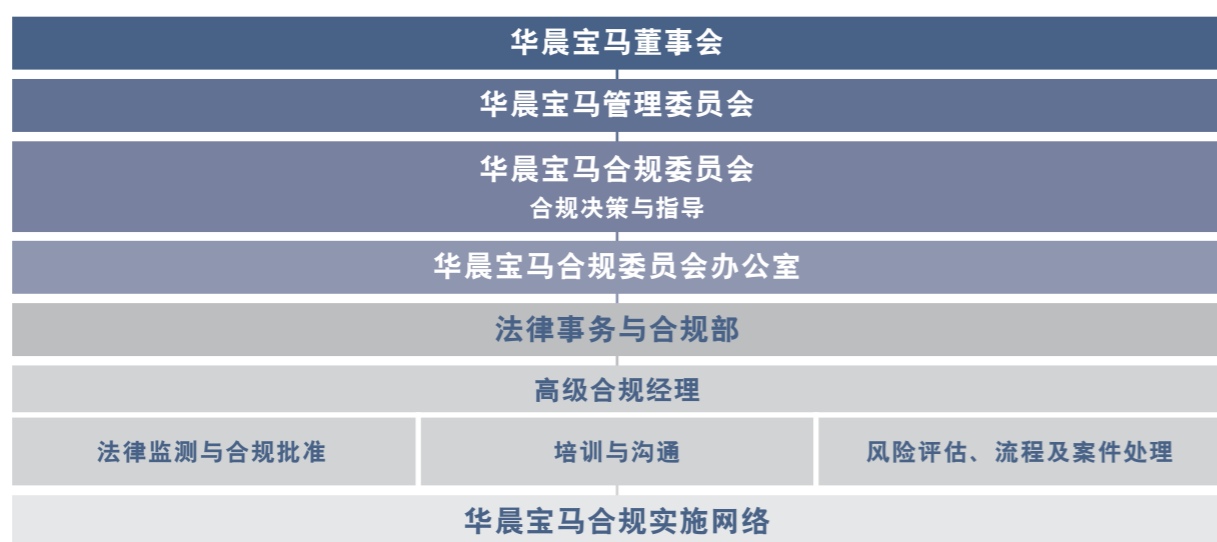 华晨宝马董事会
华晨宝马管理委员会
华晨宝马合规委员会
合规决策与指导
华晨宝马合规委员会办公室
法律事务与合规部
高级合规经理
法律监测与合规批准
培训与沟通
风险评估、流程及案件处理
华晨宝马合规实施网络